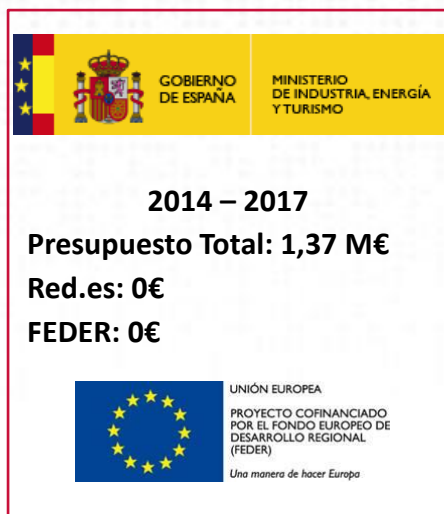 GOBIERNO
DE ESPAÑA
MINISTERIO
DE INDUSTRIA, ENERGÍA
Y TURISMO
2014 – 2017
Presupuesto Total: 1,37 M€
Red.es: 0€
FEDER: 0€
UNIÓN EUROPEA
PROYECTO COFINANCIADO
POR EL FONDO EUROPEO DE
DESARROLLO REGIONAL
(FEDER)
Una manera de hacer Europa